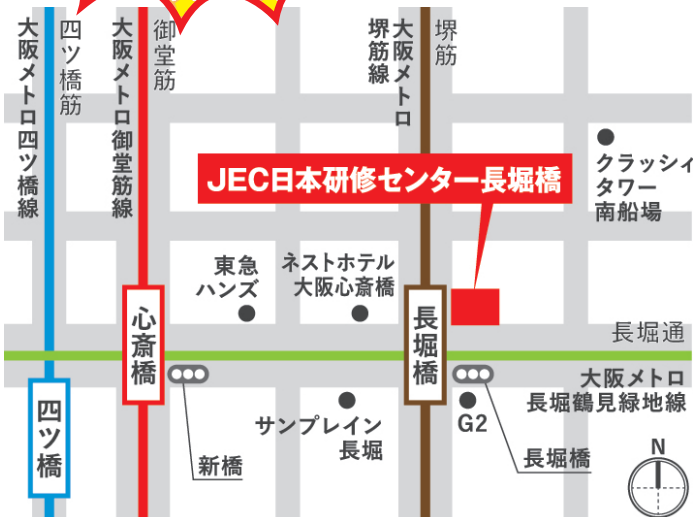 大阪メトロ四ツ橋線
四ツ橋筋
大阪メトロ御堂筋線
御堂筋
大阪メトロ
堺筋線
堺筋
クラッシィ
タワー
南船場
JEC日本研修センター長堀橋
東急
ハンズ
ネストホテル
大阪心斎橋
心斎橋
長堀橋
長堀通
大阪メトロ
長堀鶴見緑地線
四ツ橋
サンプレイン
長堀
G2
新橋
長堀橋
N